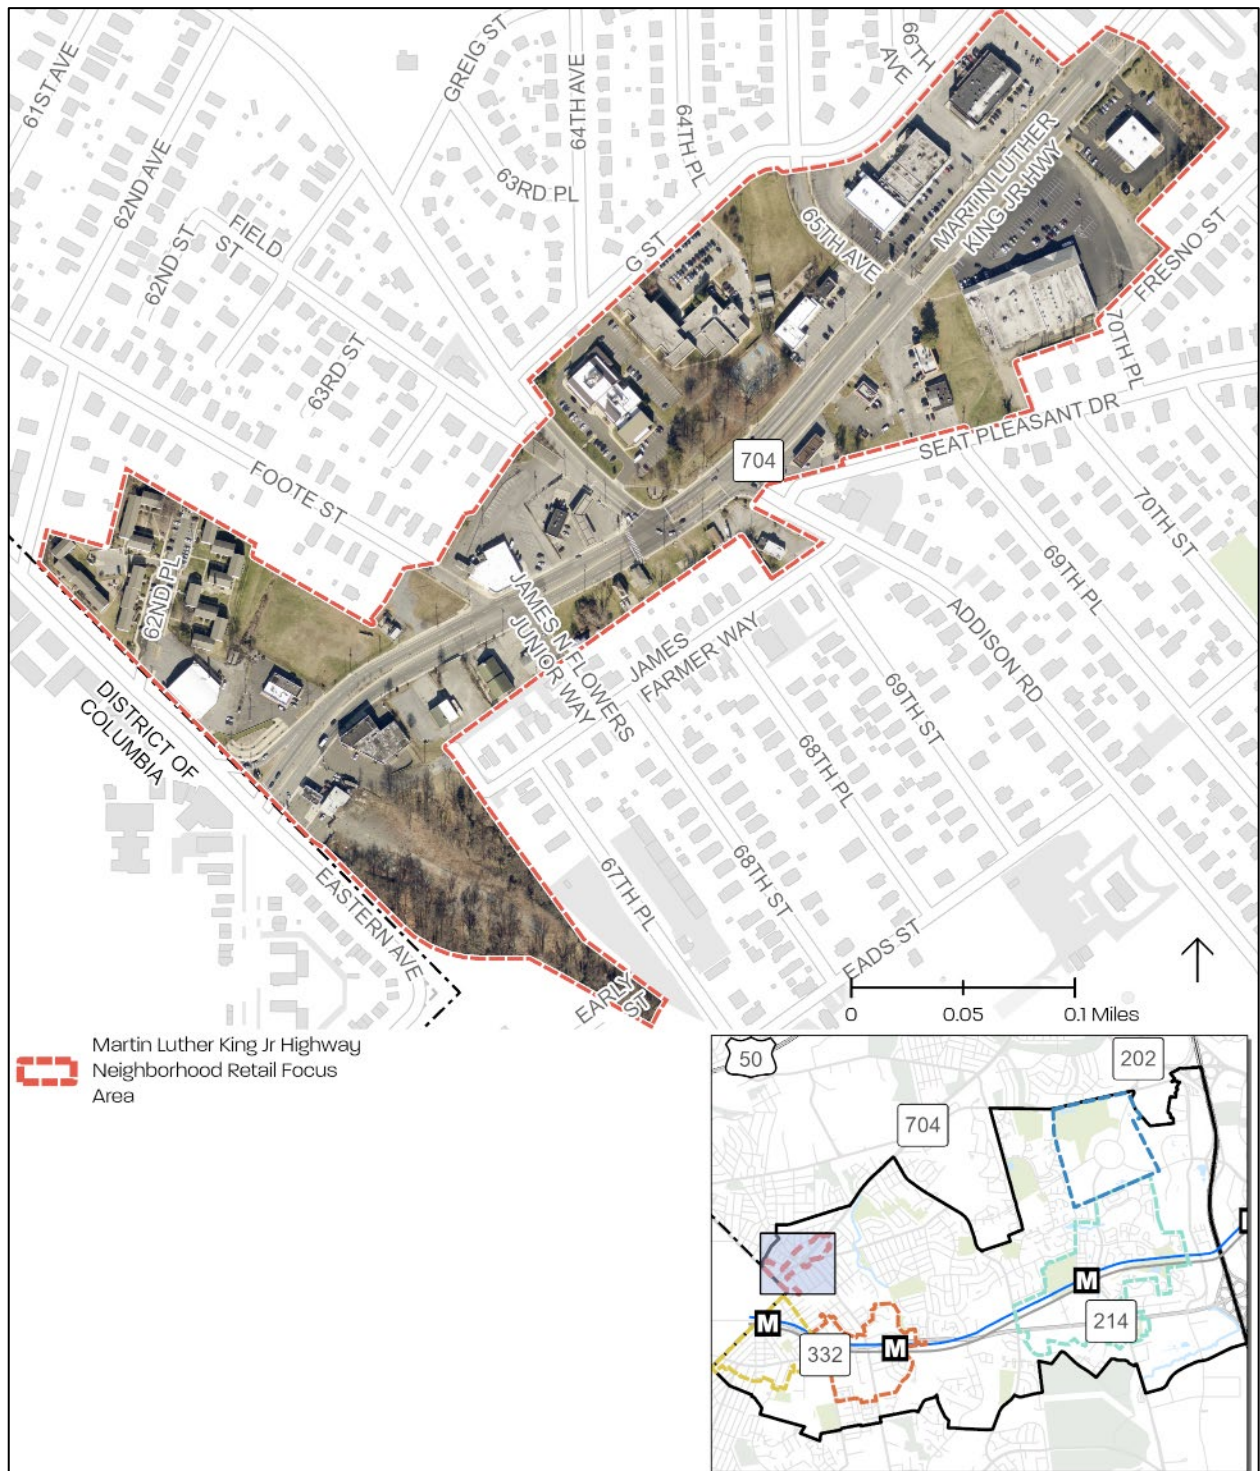 61ST AVE
62ND AVE
62ND ST
FIELD
ST
63RD ST
GREIG ST
64TH AVE
63RD PL
64TH PL
66TH
AVE
G ST
65TH AVE
MARTIN LUTHER
KING JR HWY
FRESNO ST
70TH PL
SEAT PLEASANT DR
704
FOOTE ST
62ND PL
JAMES N FLOWERS
JUNIOR WAY
JAMES
FARMER WAY
ADDISON RD
70TH ST
69TH PL
69TH ST
68TH PL
68TH ST
67TH PL
EADS ST
DISTRICT OF
COLUMBIA
EASTERN AVE
EARLY
ST
0 0.05 0.1 Miles
Martin Luther King Jr Highway
Neighborhood Retail Focus
Area
50
202
704
M
M
214
M
332